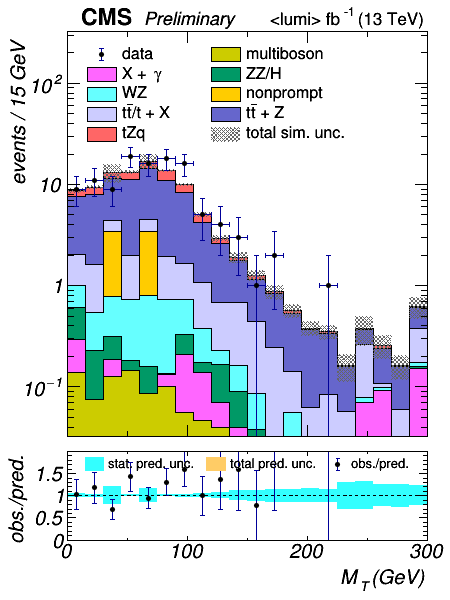 CMS Preliminary <lumi> fb⁻¹ (13 TeV)
events / 15 GeV
data
multiboson
X + γ
ZZ/H
WZ
nonprompt
tt̄/t + X
tt̄ + Z
tZq
total sim. unc.
10²
10
1
10⁻¹
obs./pred.
stat. pred. unc. total pred. unc. obs./pred.
1.5
1
0.5
0
0 100 200 300
M_T (GeV)